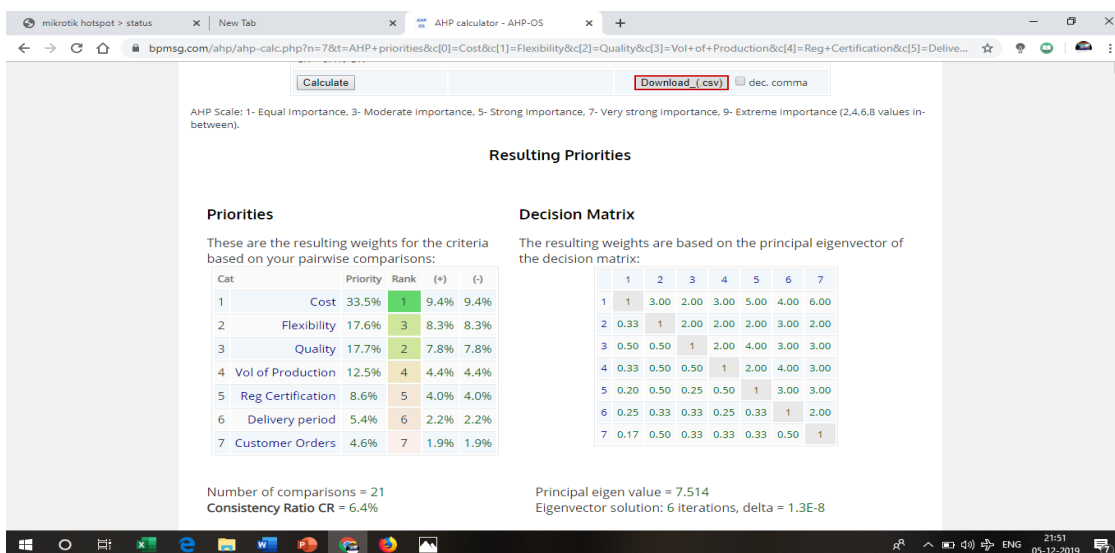 mikrotik hotspot > status
New Tab
AHP calculator - AHP-OS
bpmsg.com/ahp/ahp-calc.php?n=7&t=AHP+priorities&c[0]=Cost&c[1]=Flexibility&c[2]=Quality&c[3]=Vol+of+Production&c[4]=Reg+Certification&c[5]=Delive...
Calculate
Download_(.csv) dec. comma
AHP Scale: 1- Equal Importance, 3- Moderate importance, 5- Strong importance, 7- Very strong importance, 9- Extreme importance (2,4,6,8 values in-
between).
Resulting Priorities
Priorities
These are the resulting weights for the criteria
based on your pairwise comparisons:
Cat Priority Rank (+) (-)
1 Cost 33.5% 1 9.4% 9.4%
2 Flexibility 17.6% 3 8.3% 8.3%
3 Quality 17.7% 2 7.8% 7.8%
4 Vol of Production 12.5% 4 4.4% 4.4%
5 Reg Certification 8.6% 5 4.0% 4.0%
6 Delivery period 5.4% 6 2.2% 2.2%
7 Customer Orders 4.6% 7 1.9% 1.9%
Number of comparisons = 21
Consistency Ratio CR = 6.4%
Decision Matrix
The resulting weights are based on the principal eigenvector of
the decision matrix:
1 2 3 4 5 6 7
1 1 3.00 2.00 3.00 5.00 4.00 6.00
2 0.33 1 2.00 2.00 2.00 3.00 2.00
3 0.50 0.50 1 2.00 4.00 3.00 3.00
4 0.33 0.50 0.50 1 2.00 4.00 3.00
5 0.20 0.50 0.25 0.50 1 3.00 3.00
6 0.25 0.33 0.33 0.25 0.33 1 2.00
7 0.17 0.50 0.33 0.33 0.33 0.50 1
Principal eigen value = 7.514
Eigenvector solution: 6 iterations, delta = 1.3E-8
ENG
21:51
05-12-2019